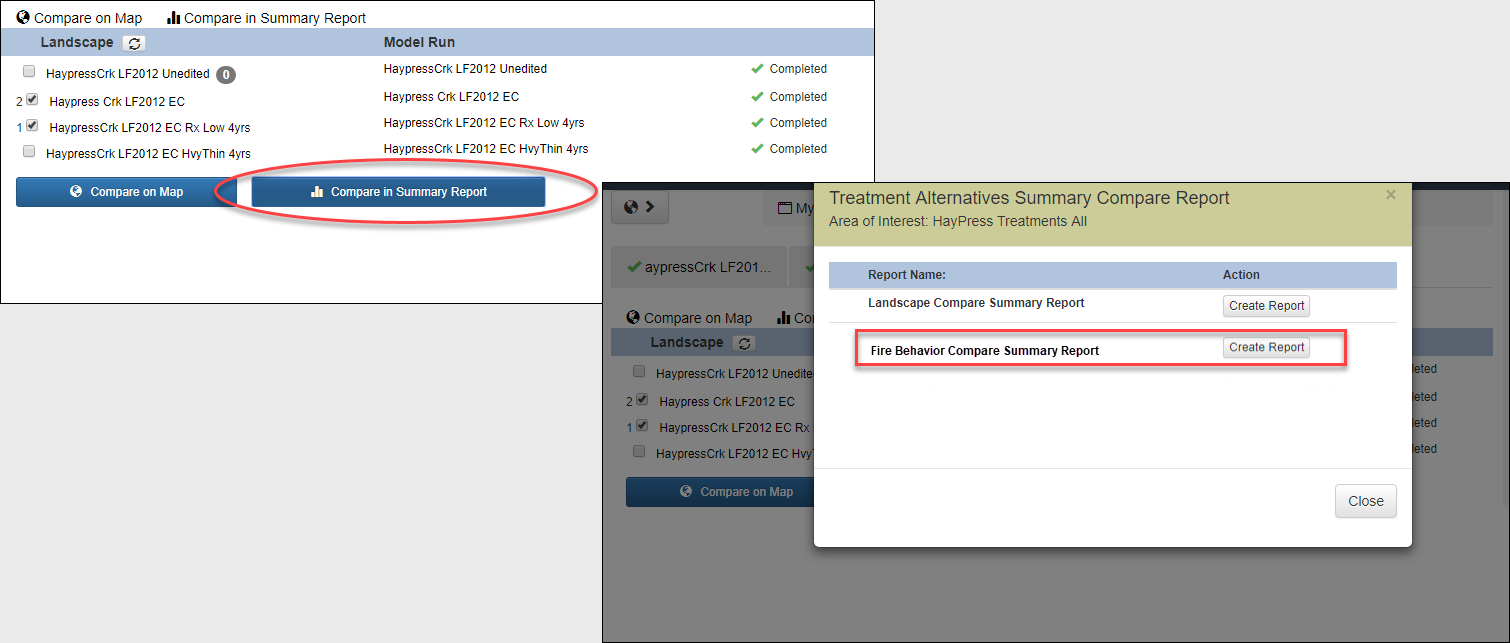 Compare on Map Compare in Summary Report
Landscape Model Run
HaypressCrk LF2012 Unedited 0 HaypressCrk LF2012 Unedited Completed
2 Haypress Crk LF2012 EC Haypress Crk LF2012 EC Completed
1 HaypressCrk LF2012 EC Rx Low 4yrs HaypressCrk LF2012 EC Rx Low 4yrs Completed
HaypressCrk LF2012 EC HvyThin 4yrs HaypressCrk LF2012 EC HvyThin 4yrs Completed
Compare on Map Compare in Summary Report
My
aypressCrk LF201...
Compare on Map Co
Landscape
HaypressCrk LF2012 Unedite leted
2 Haypress Crk LF2012 EC leted
1 HaypressCrk LF2012 EC Rx leted
HaypressCrk LF2012 EC HvyT leted
Compare on Map
Treatment Alternatives Summary Compare Report ×
Area of Interest: HayPress Treatments All
Report Name: Action
Landscape Compare Summary Report Create Report
Fire Behavior Compare Summary Report Create Report
Close